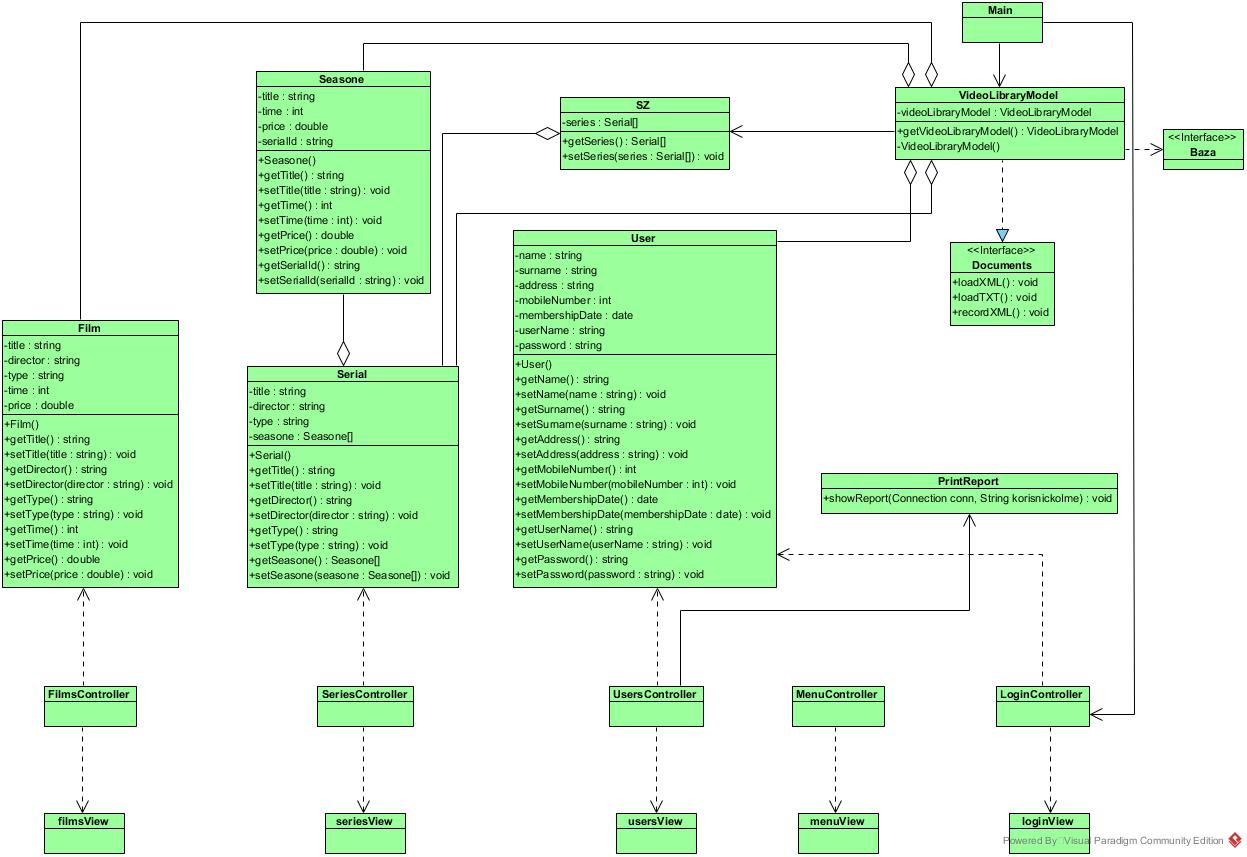 Main
Seasone
-title : string
-time : int
-price : double
-serialId : string
+Seasone()
+getTitle() : string
+setTitle(title : string) : void
+getTime() : int
+setTime(time : int) : void
+getPrice() : double
+setPrice(price : double) : void
+getSerialId() : string
+setSerialId(serialId : string) : void
SZ
-series : Serial[]
+getSeries() : Serial[]
+setSeries(series : Serial[]) : void
VideoLibraryModel
-videoLibraryModel : VideoLibraryModel
+getVideoLibraryModel() : VideoLibraryModel
-VideoLibraryModel()
<<Interface>>
Baza
<<Interface>>
Documents
+loadXML() : void
+loadTXT() : void
+recordXML() : void
User
-name : string
-surname : string
-address : string
-mobileNumber : int
-membershipDate : date
-userName : string
-password : string
+User()
+getName() : string
+setName(name : string) : void
+getSurname() : string
+setSurname(surname : string) : void
+getAddress() : string
+setAddress(address : string) : void
+getMobileNumber() : int
+setMobileNumber(mobileNumber : int) : void
+getMembershipDate() : date
+setMembershipDate(membershipDate : date) : void
+getUserName() : string
+setUserName(userName : string) : void
+getPassword() : string
+setPassword(password : string) : void
Film
-title : string
-director : string
-type : string
-time : int
-price : double
+Film()
+getTitle() : string
+setTitle(title : string) : void
+getDirector() : string
+setDirector(director : string) : void
+getType() : string
+setType(type : string) : void
+getTime() : int
+setTime(time : int) : void
+getPrice() : double
+setPrice(price : double) : void
Serial
-title : string
-director : string
-type : string
-seasone : Seasone[]
+Serial()
+getTitle() : string
+setTitle(title : string) : void
+getDirector() : string
+setDirector(director : string) : void
+getType() : string
+setType(type : string) : void
+getSeasone() : Seasone[]
+setSeasone(seasone : Seasone[]) : void
PrintReport
+showReport(Connection conn, String korisnickoIme) : void
FilmsController
SeriesController
UsersController
MenuController
LoginController
filmsView
seriesView
usersView
menuView
loginView
Powered By Visual Paradigm Community Edition